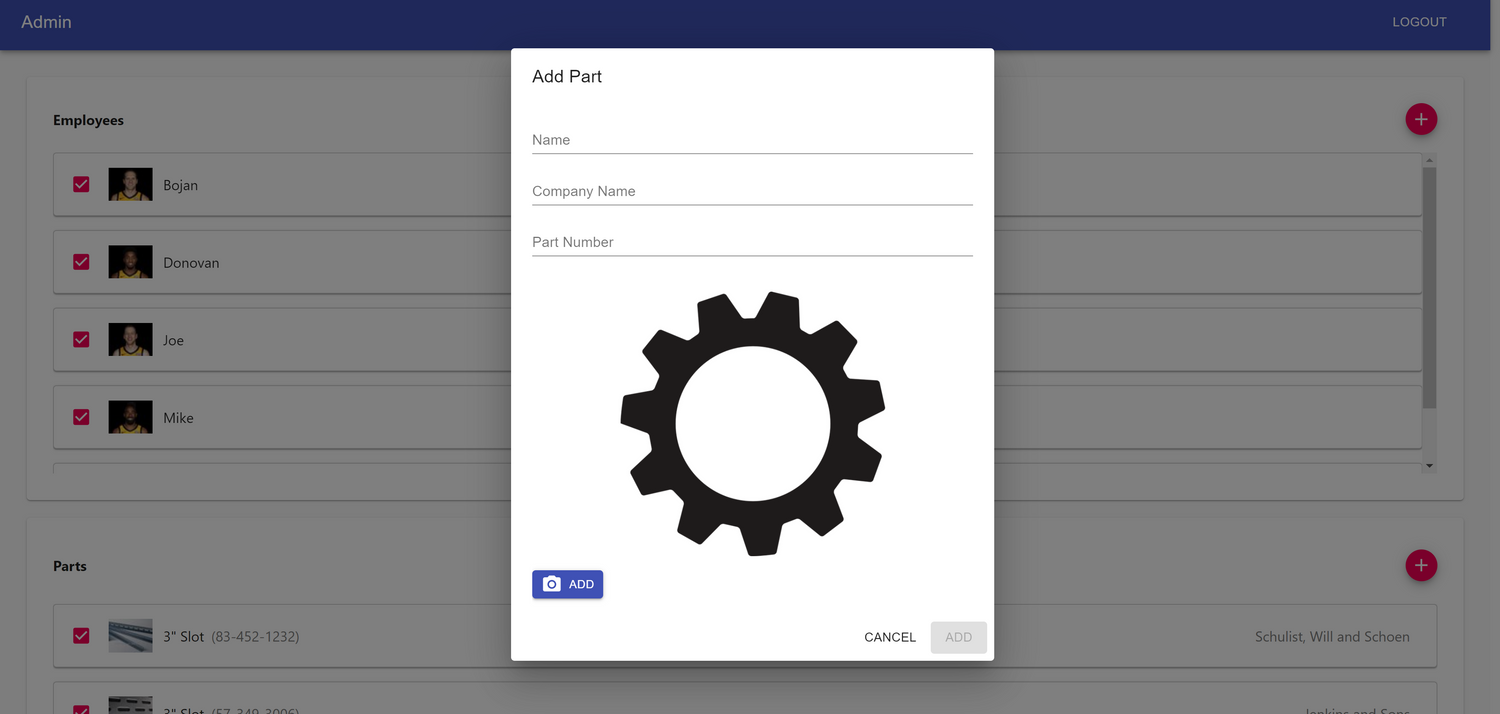 Admin
LOGOUT
Add Part
Employees
Name
Bojan
Company Name
Part Number
Donovan
Joe
Mike
Parts
ADD
3" Slot (83-452-1232)
CANCEL
ADD
Schulist, Will and Schoen
3" Slot (57-349-3006)
Jenkins and Sons